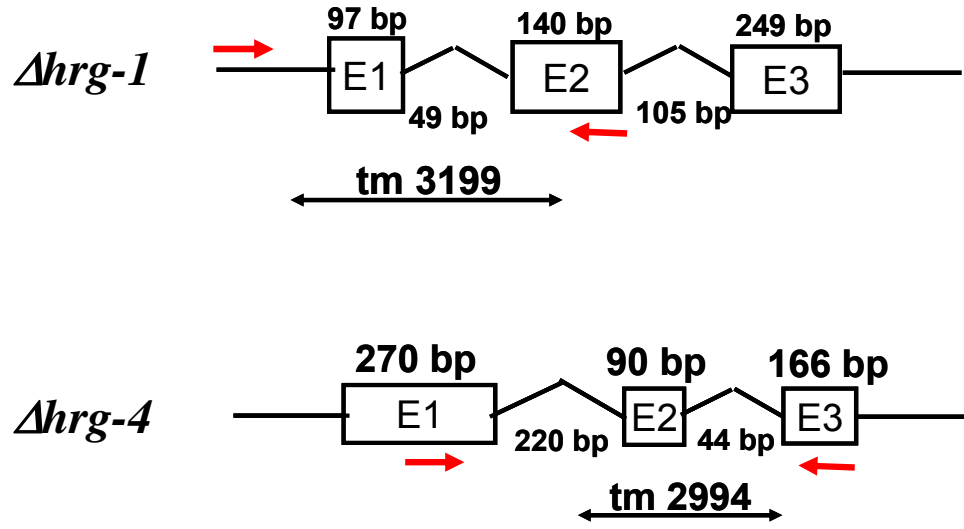 97 bp 140 bp 249 bp
Δhrg-1 E1 E2 E3
49 bp 105 bp
tm 3199
270 bp 90 bp 166 bp
Δhrg-4 E1 E2 E3
220 bp 44 bp
tm 2994